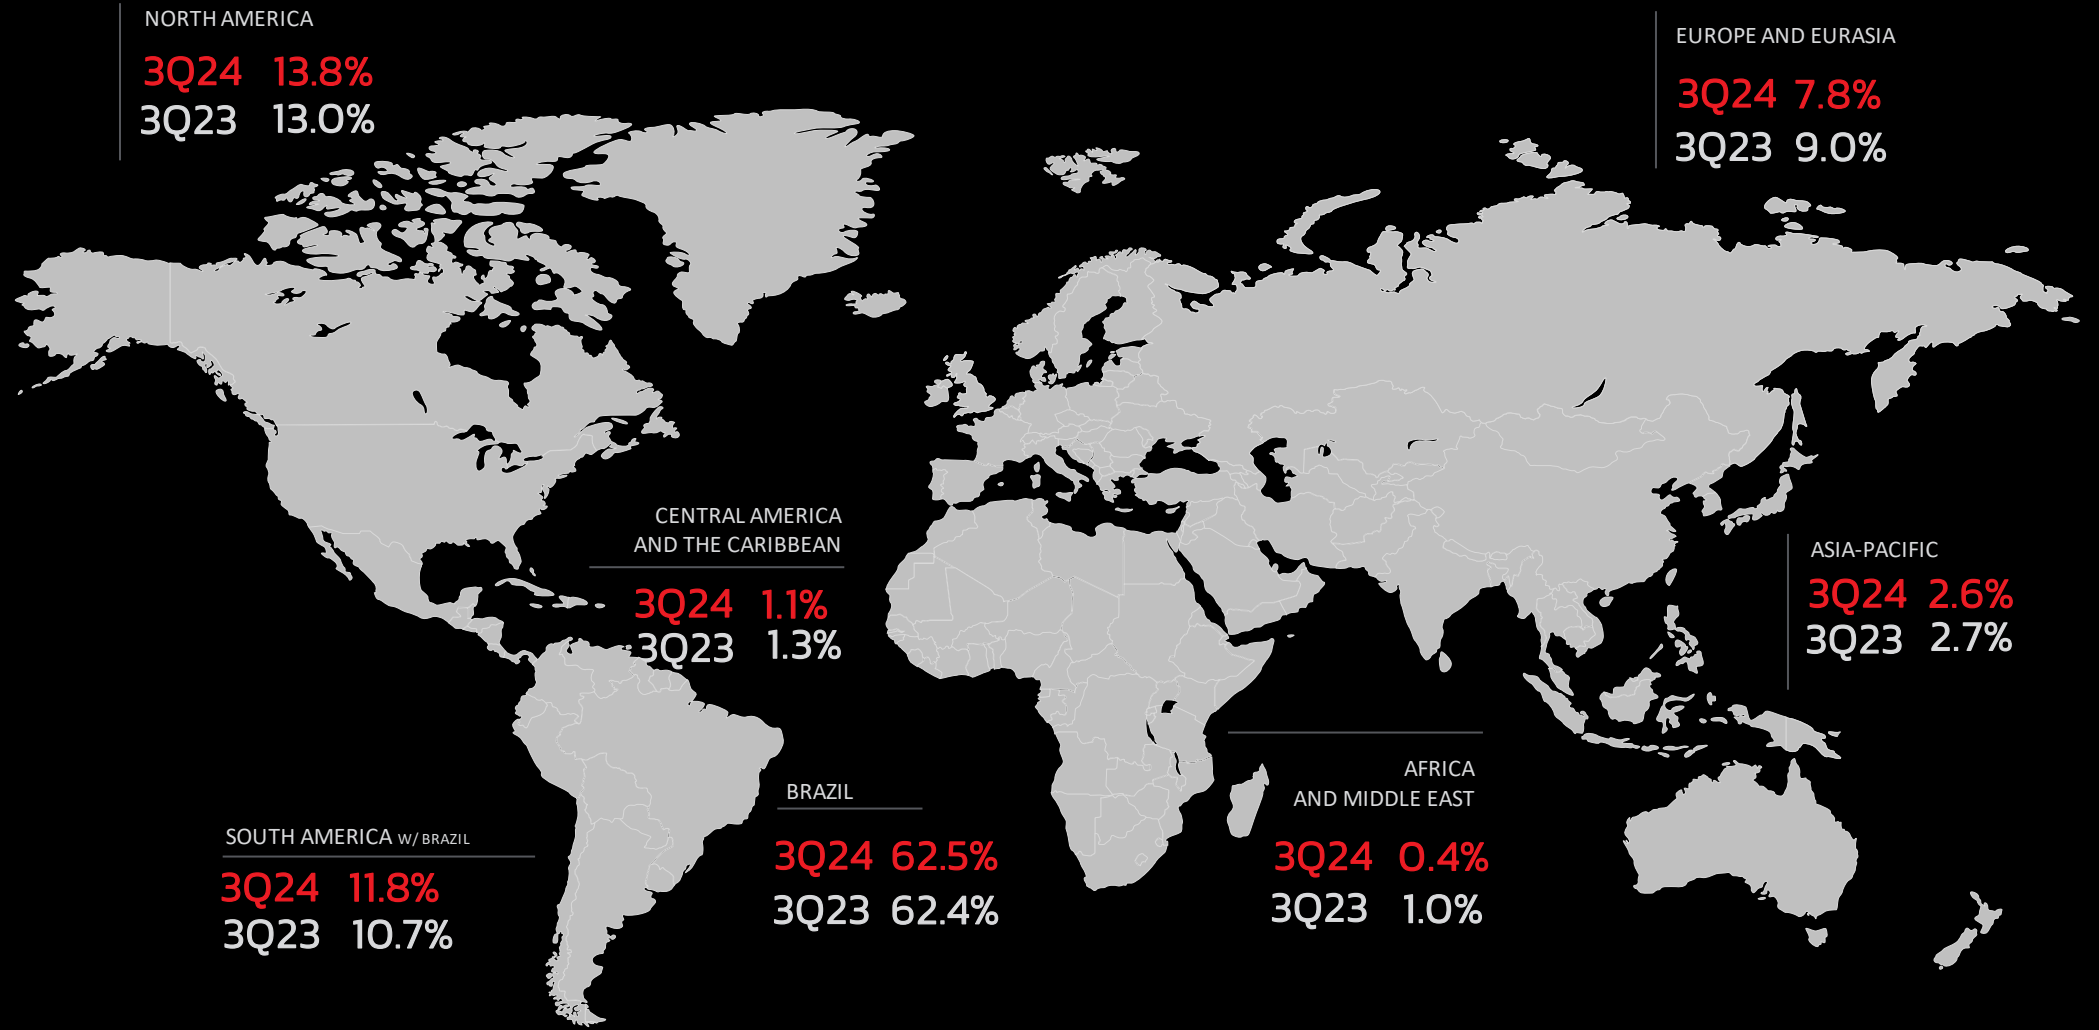 NORTH AMERICA
3Q24 13.8%
3Q23 13.0%
EUROPE AND EURASIA
3Q24 7.8%
3Q23 9.0%
CENTRAL AMERICA
AND THE CARIBBEAN
3Q24 1.1%
3Q23 1.3%
ASIA-PACIFIC
3Q24 2.6%
3Q23 2.7%
SOUTH AMERICA W/ BRAZIL
3Q24 11.8%
3Q23 10.7%
BRAZIL
3Q24 62.5%
3Q23 62.4%
AFRICA
AND MIDDLE EAST
3Q24 0.4%
3Q23 1.0%